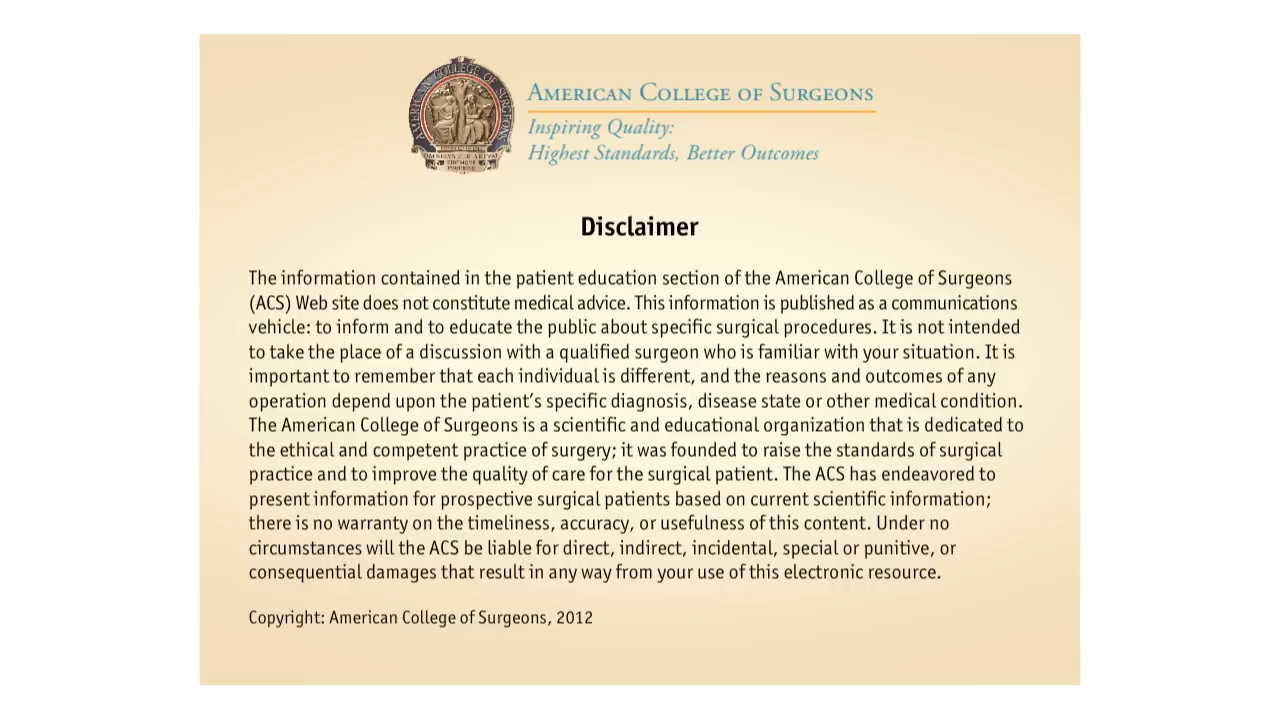 AMERICAN COLLEGE OF SURGEONS
AMERICAN COLLEGE OF SURGEONS
Inspiring Quality:
Highest Standards, Better Outcomes
Disclaimer
The information contained in the patient education section of the American College of Surgeons
(ACS) Web site does not constitute medical advice. This information is published as a communications
vehicle: to inform and to educate the public about specific surgical procedures. It is not intended
to take the place of a discussion with a qualified surgeon who is familiar with your situation. It is
important to remember that each individual is different, and the reasons and outcomes of any
operation depend upon the patient’s specific diagnosis, disease state or other medical condition.
The American College of Surgeons is a scientific and educational organization that is dedicated to
the ethical and competent practice of surgery; it was founded to raise the standards of surgical
practice and to improve the quality of care for the surgical patient. The ACS has endeavored to
present information for prospective surgical patients based on current scientific information;
there is no warranty on the timeliness, accuracy, or usefulness of this content. Under no
circumstances will the ACS be liable for direct, indirect, incidental, special or punitive, or
consequential damages that result in any way from your use of this electronic resource.
Copyright: American College of Surgeons, 2012